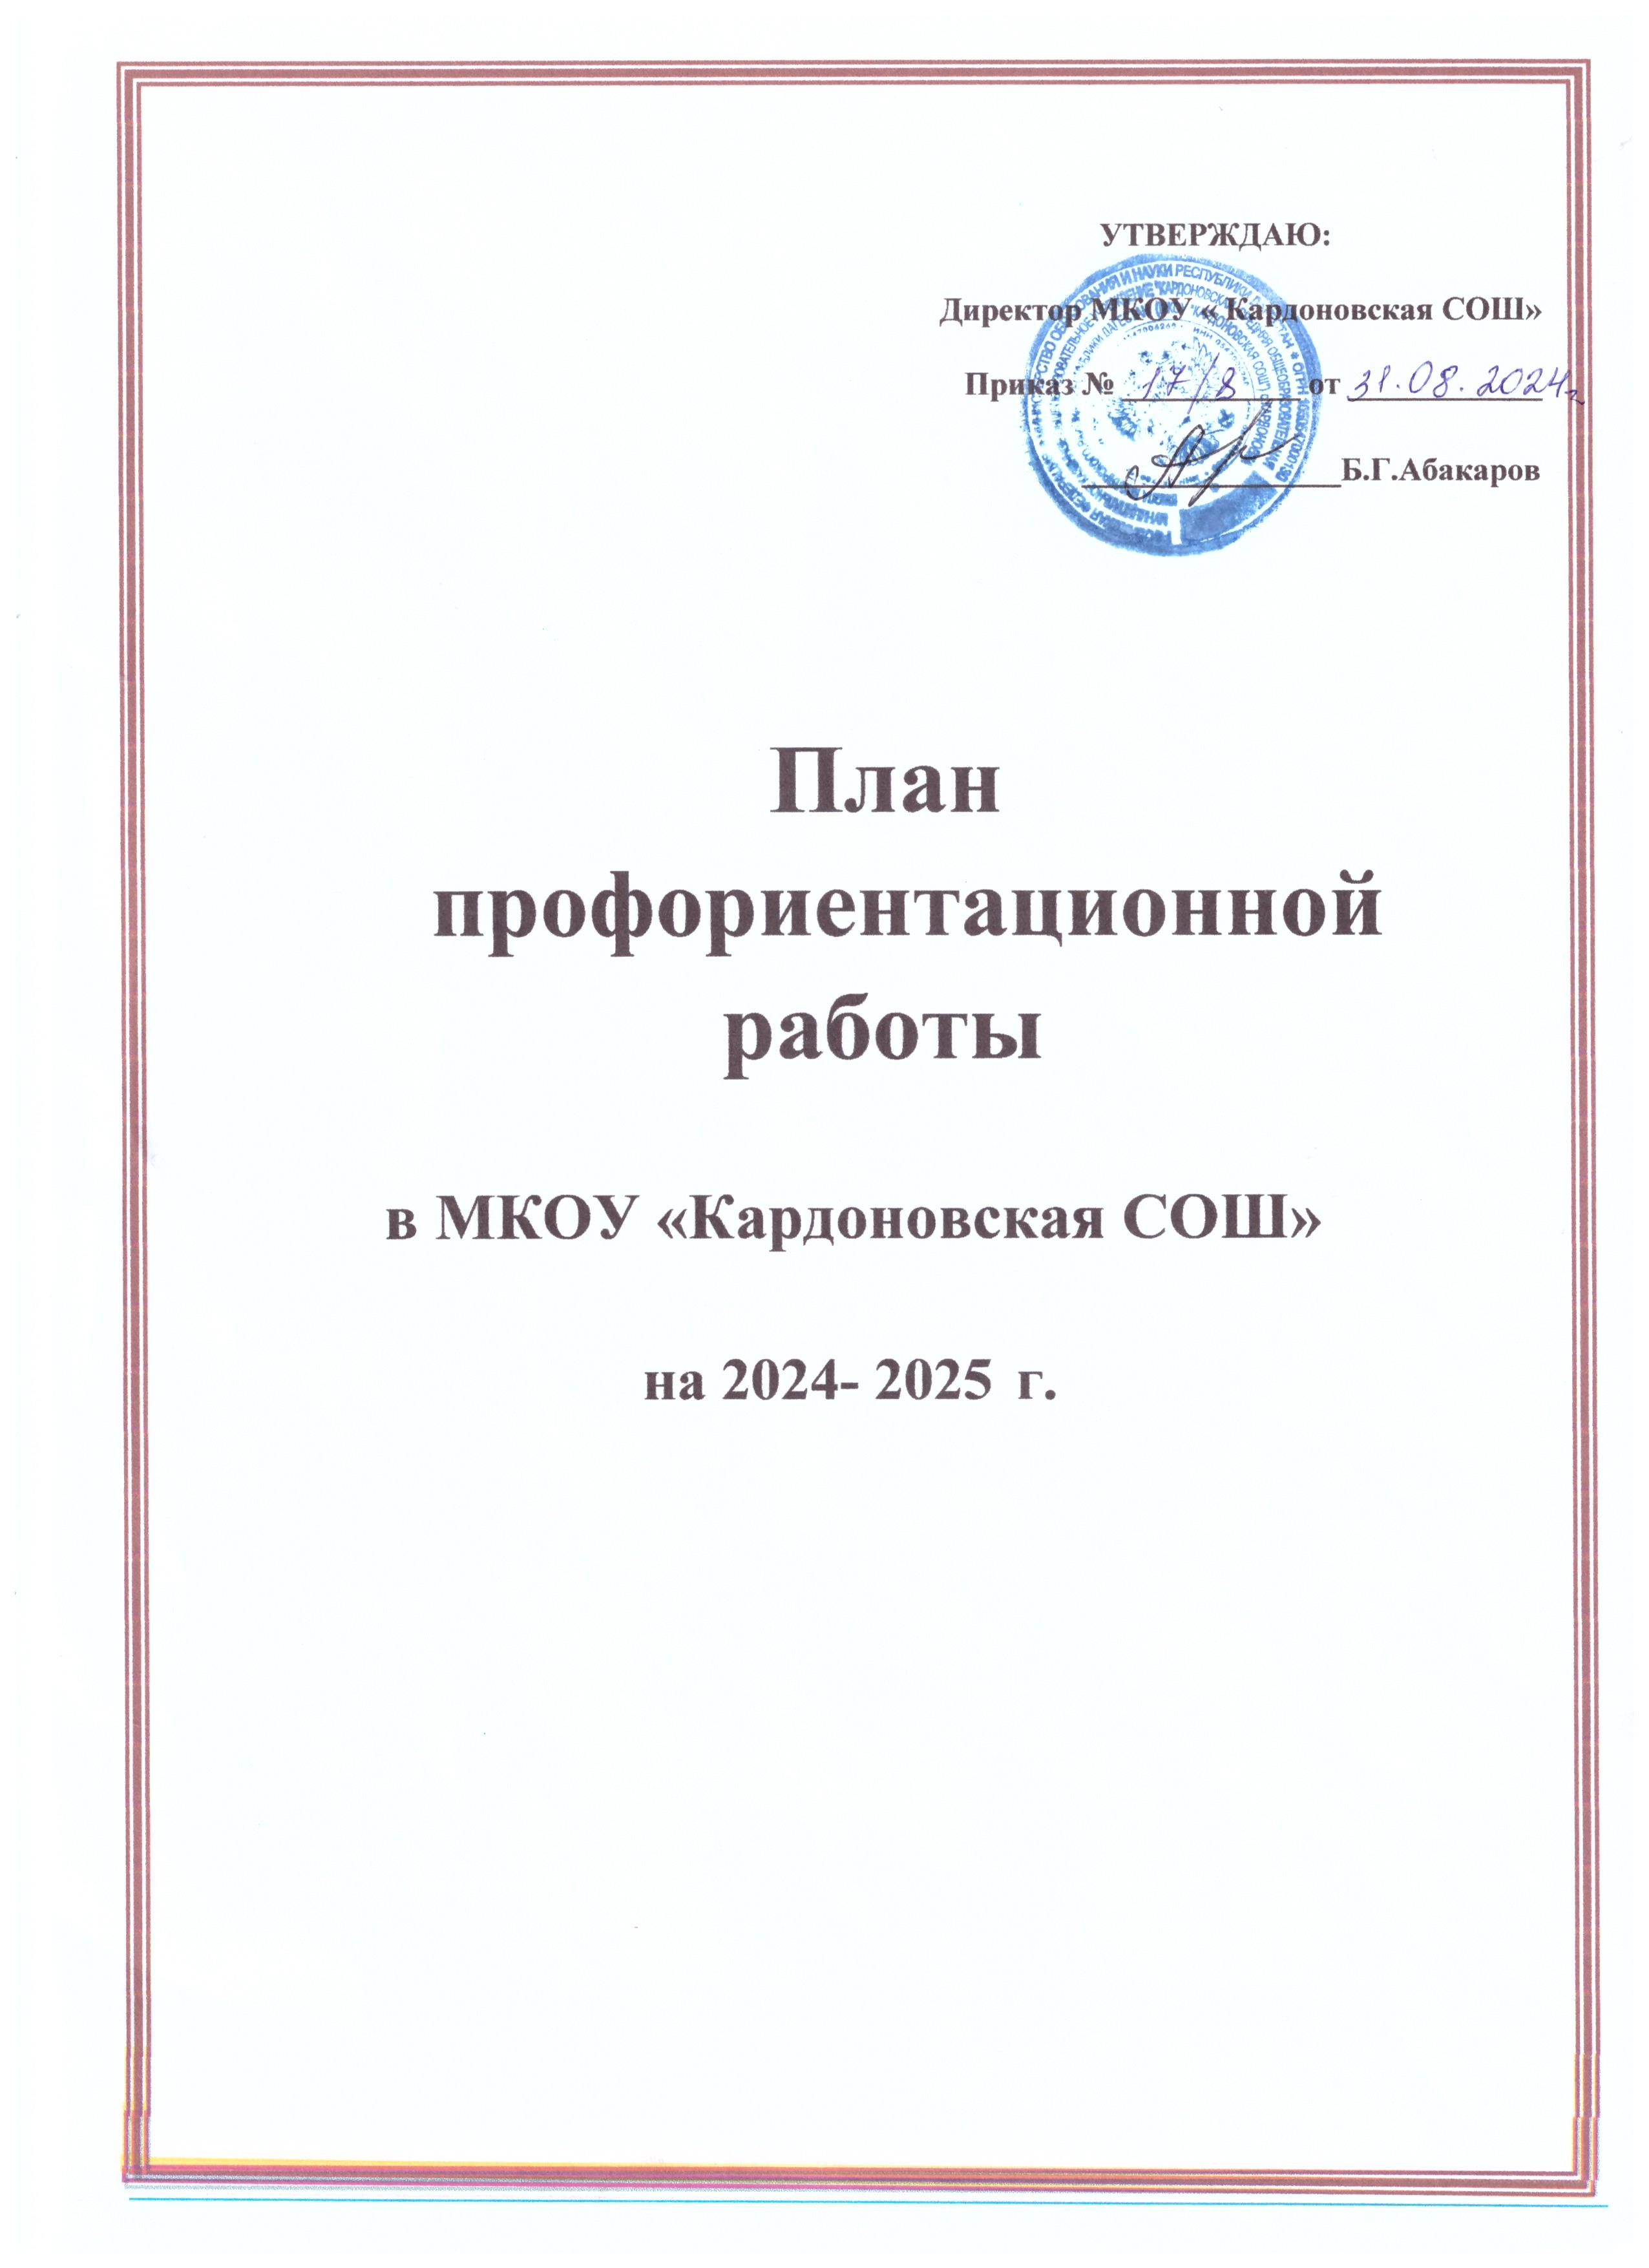 УТВЕРЖДАЮ:
Директор МКОУ « Кардоновская СОШ»
Приказ № 17/8 от 31.08.2024г
Б.Г.Абакаров
План
профориентационной
работы
в МКОУ «Кардоновская СОШ»
на 2024- 2025 г.